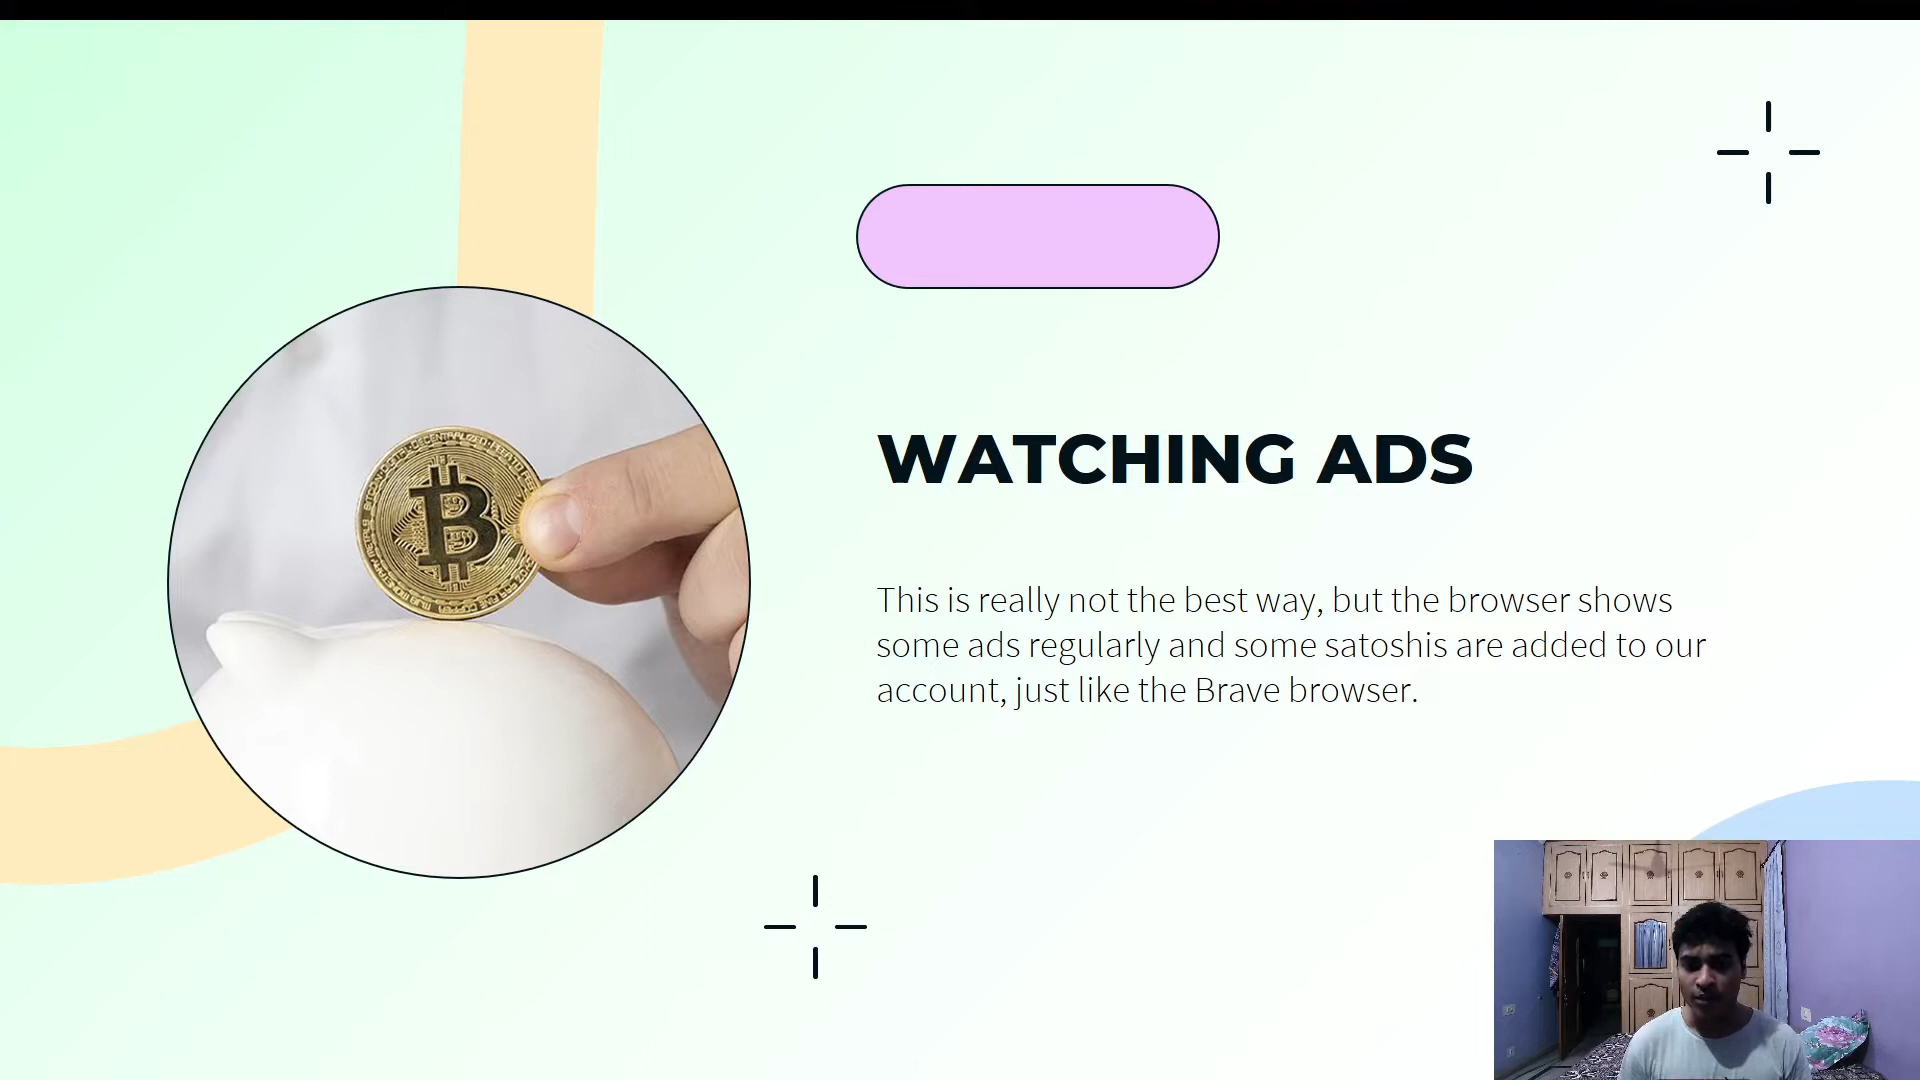 WATCHING ADS
This is really not the best way, but the browser shows
some ads regularly and some satoshis are added to our
account, just like the Brave browser.